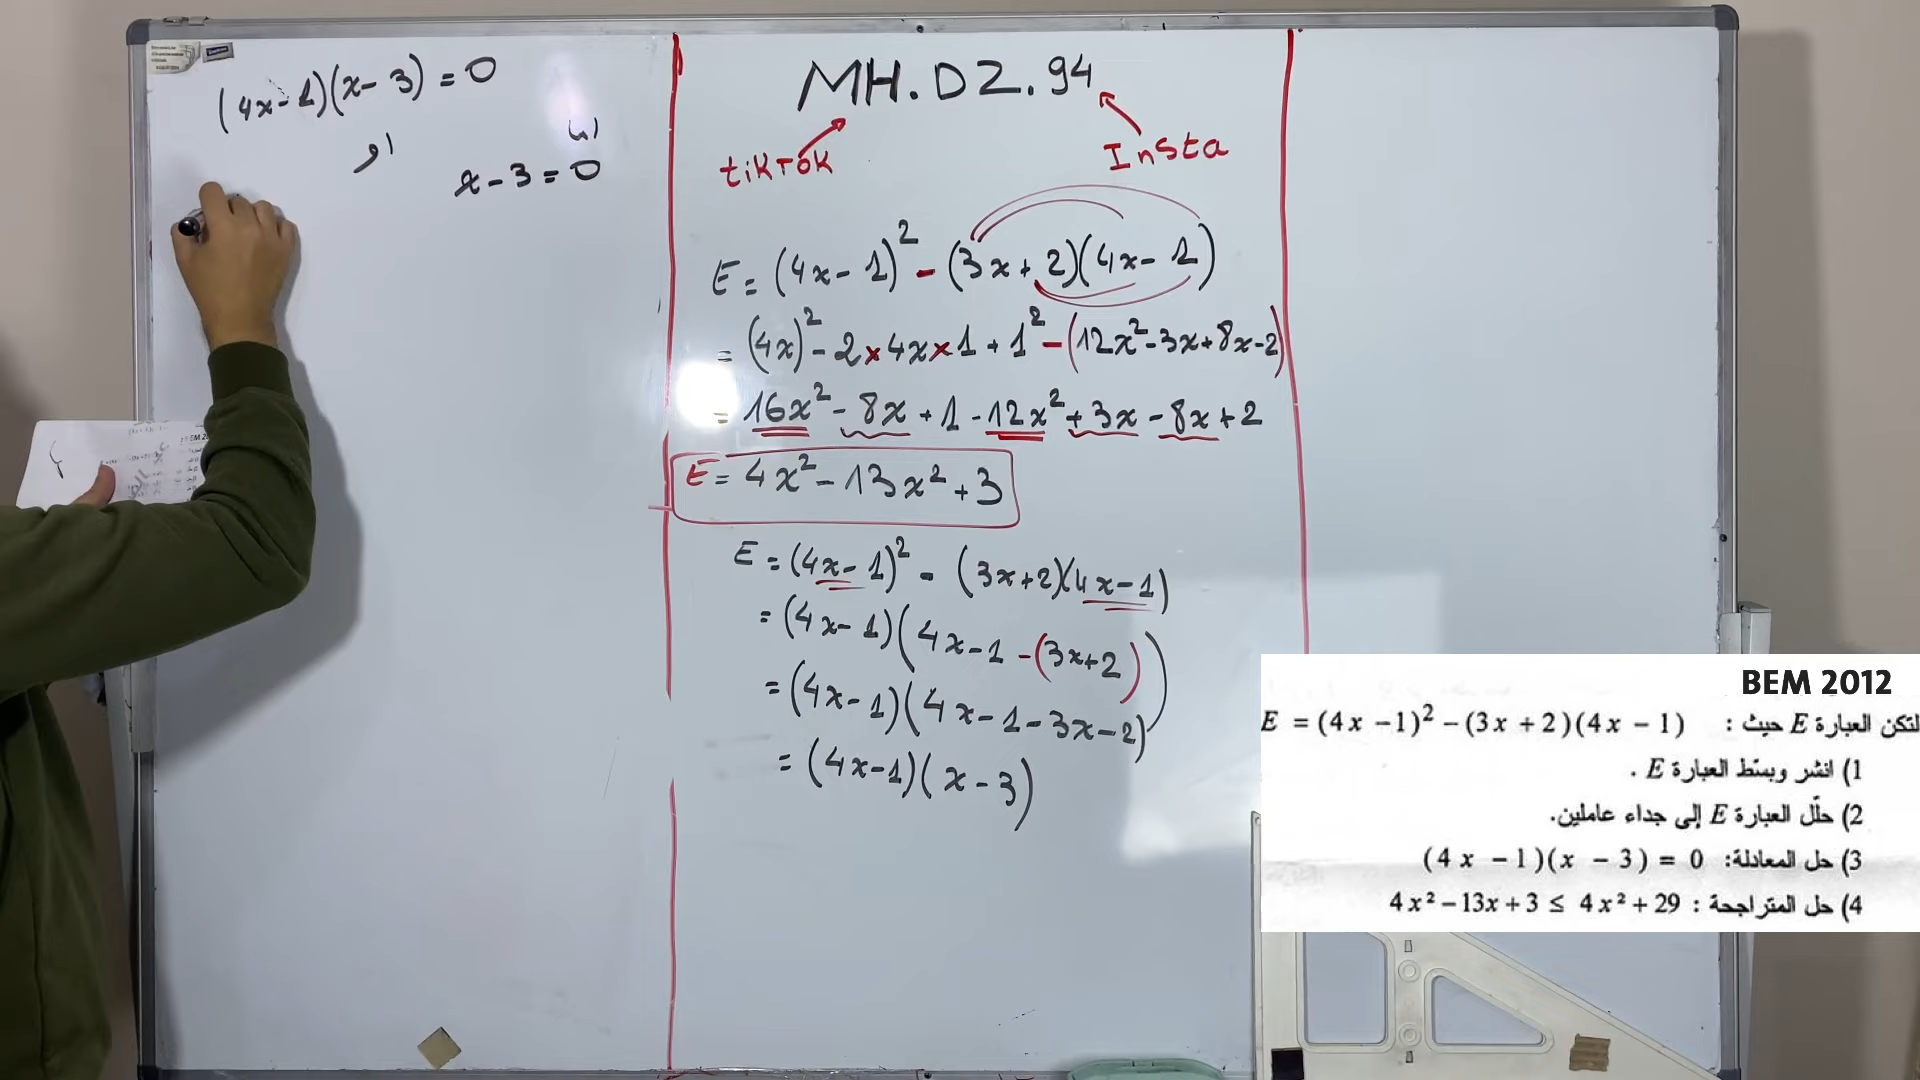 (4x-1)(x-3)=0
إما
أو
x-3=0
MH.DZ.94
tikTok
Insta
E = (4x-1)² - (3x+2)(4x-1)
= (4x)² - 2×4x×1 + 1² - (12x²-3x+8x-2)
= 16x² - 8x + 1 - 12x² + 3x - 8x + 2
E = 4x² - 13x² + 3
E = (4x-1)² - (3x+2)(4x-1)
= (4x-1)(4x-1-(3x+2))
= (4x-1)(4x-1-3x-2)
= (4x-1)(x-3)
BEM 2012
لتكن العبارة E حيث : E = (4x-1)² - (3x+2)(4x-1)
1) انشر وبسّط العبارة E .
2) حلّل العبارة E إلى جداء عاملين.
3) حل المعادلة: (4x-1)(x-3) = 0
4) حل المتراجحة : 4x²-13x+3 ≤ 4x²+29